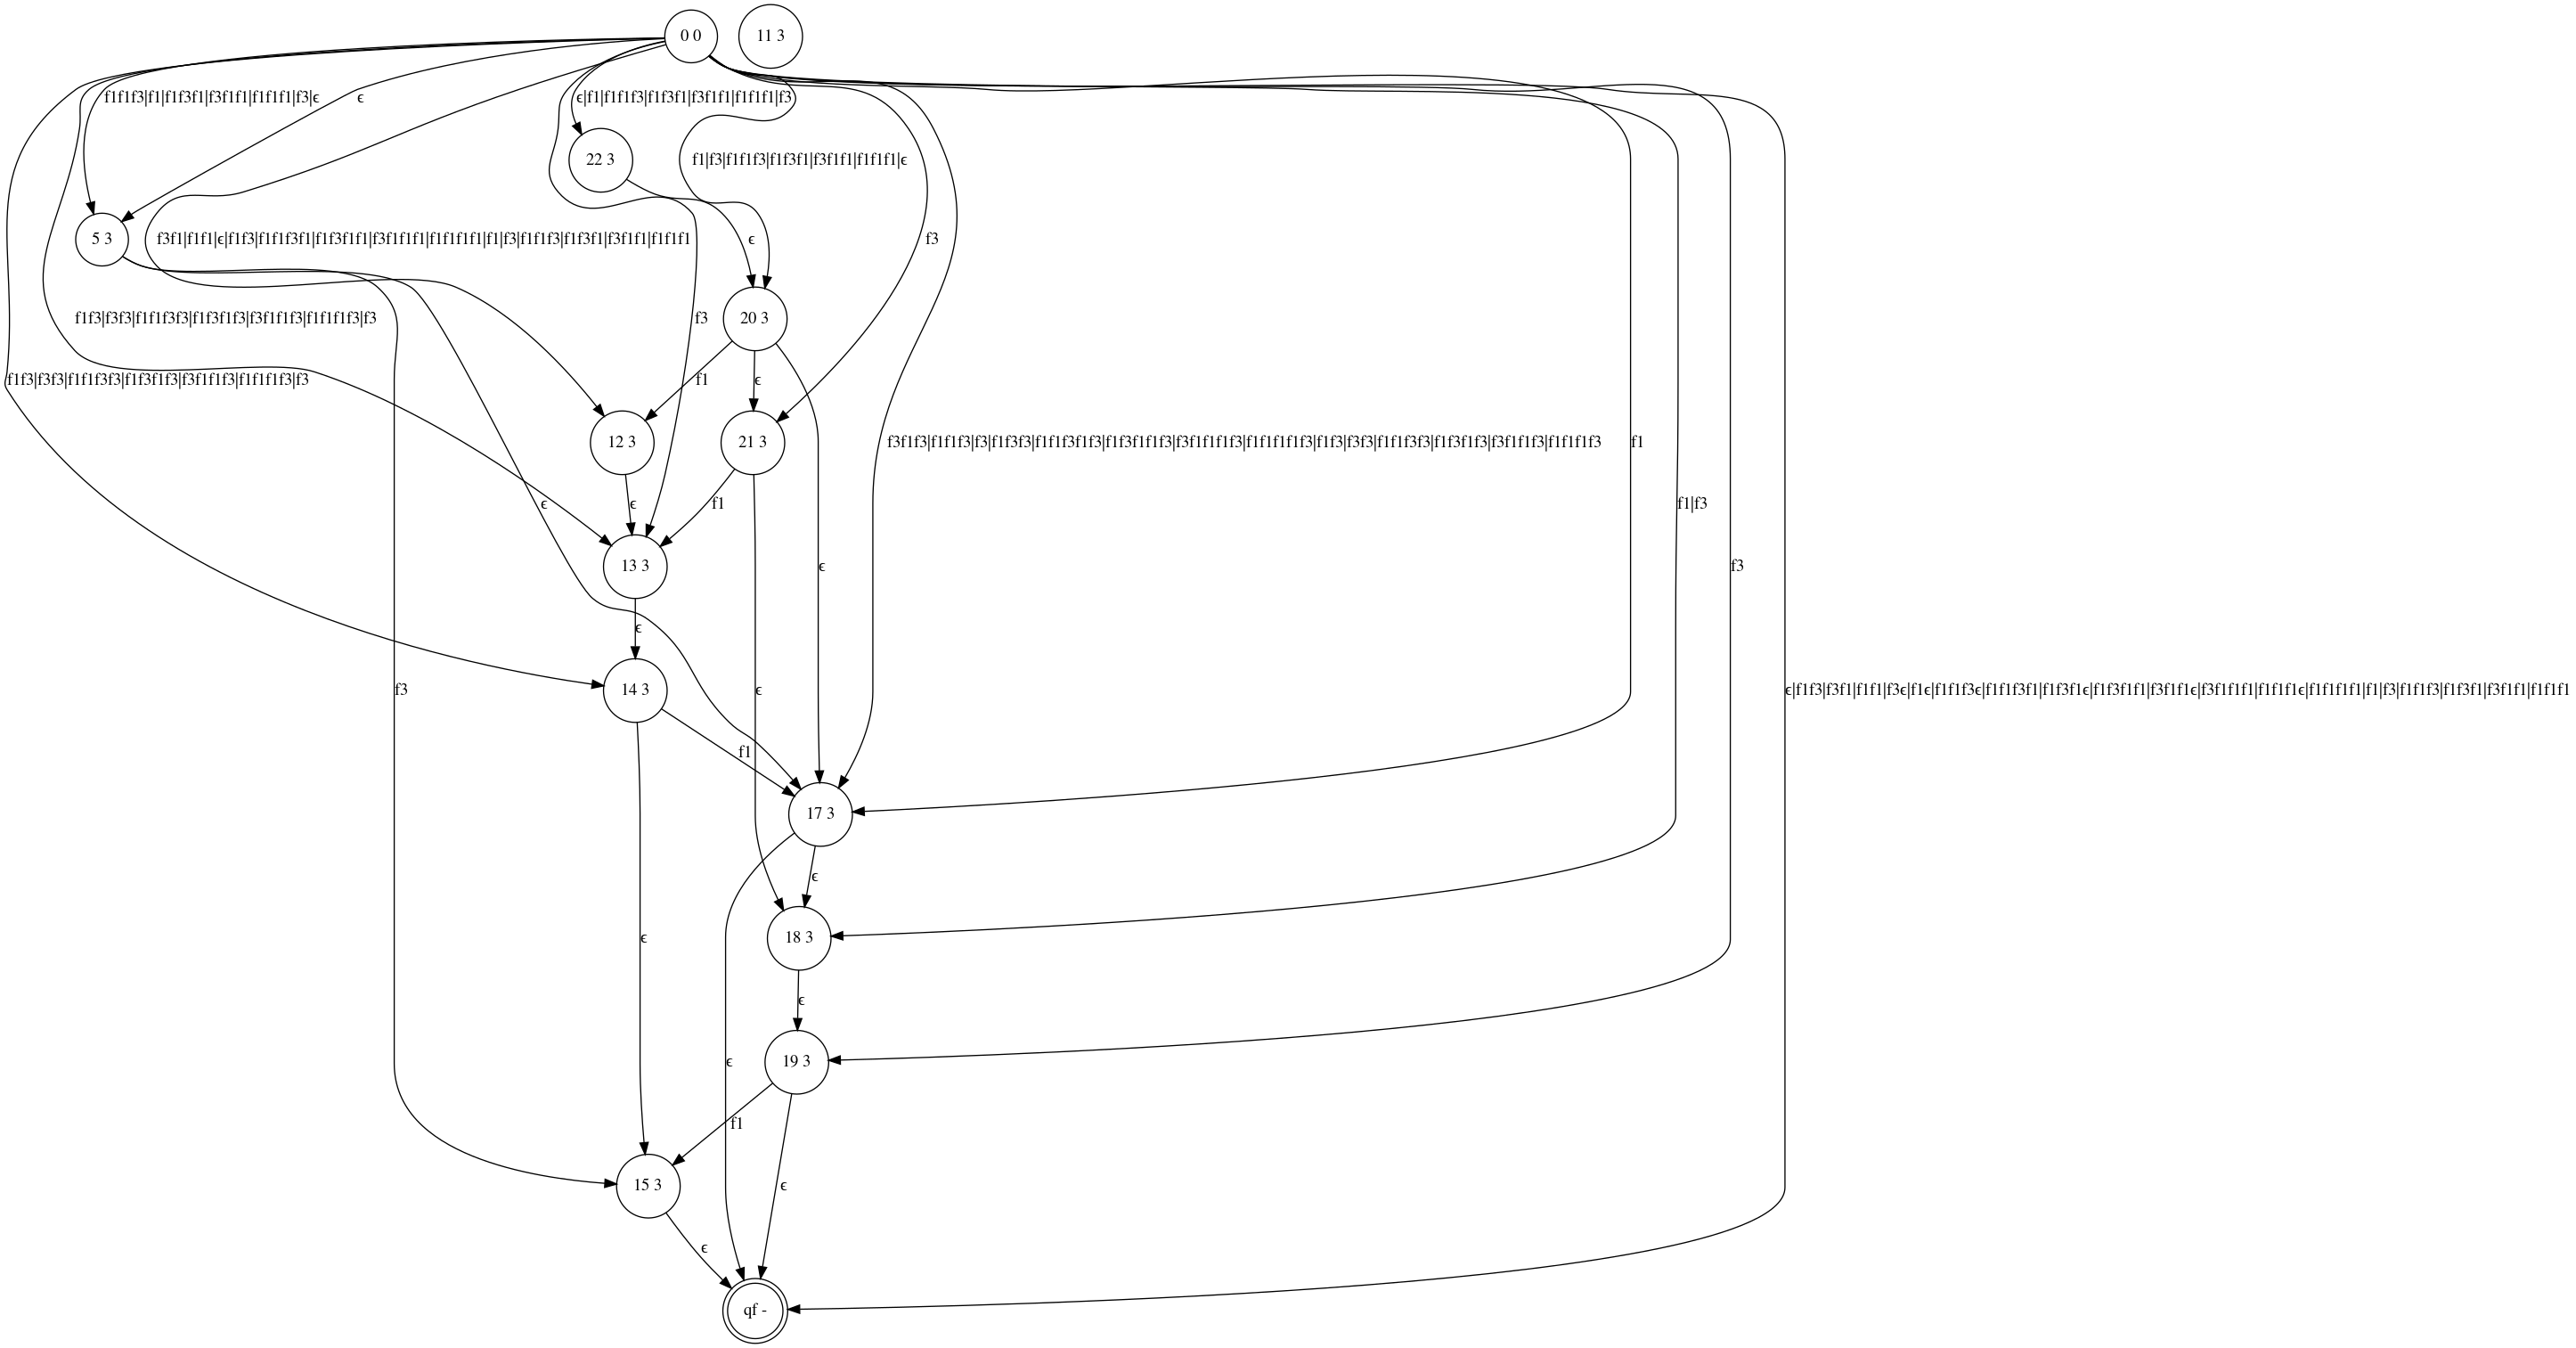 0 0
11 3
f1f1f3|f1|f1f3f1|f3f1f1|f1f1f1|f3|ϵ
ϵ
ϵ|f1|f1f1f3|f1f3f1|f3f1f1|f1f1f1|f3
22 3
f1|f3|f1f1f3|f1f3f1|f3f1f1|f1f1f1|ϵ
5 3
f3f1|f1f1|ϵ|f1f3|f1f1f3f1|f1f3f1f1|f3f1f1f1|f1f1f1f1|f1|f3|f1f1f3|f1f3f1|f3f1f1|f1f1f1
ϵ
f3
f1f3|f3f3|f1f1f3f3|f1f3f1f3|f3f1f1f3|f1f1f1f3|f3
f3
20 3
f1f3|f3f3|f1f1f3f3|f1f3f1f3|f3f1f1f3|f1f1f1f3|f3
f1
ϵ
12 3
21 3
f3f1f3|f1f1f3|f3|f1f3f3|f1f1f3f1f3|f1f3f1f1f3|f3f1f1f1f3|f1f1f1f1f3|f1f3|f3f3|f1f1f3f3|f1f3f1f3|f3f1f1f3|f1f1f1f3
f1
ϵ
ϵ
f1
f1|f3
13 3
ϵ
f3
ϵ
f3
14 3
ϵ
ϵ|f1f3|f3f1|f1f1|f3ϵ|f1ϵ|f1f1f3ϵ|f1f1f3f1|f1f3f1ϵ|f1f3f1f1|f3f1f1ϵ|f3f1f1f1|f1f1f1ϵ|f1f1f1f1|f1|f3|f1f1f3|f1f3f1|f3f1f1|f1f1f1
f1
17 3
ϵ
ϵ
18 3
ϵ
ϵ
19 3
f1
15 3
ϵ
ϵ
qf -